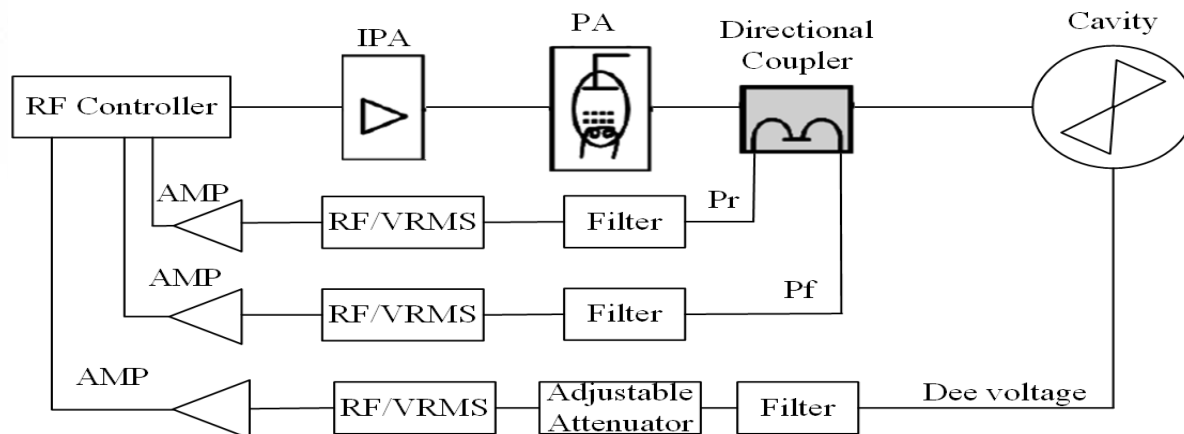 IPA
PA
Directional
Coupler
Cavity
RF Controller
AMP
RF/VRMS
Filter
Pr
AMP
RF/VRMS
Filter
Pf
AMP
RF/VRMS
Adjustable
Attenuator
Filter
Dee voltage